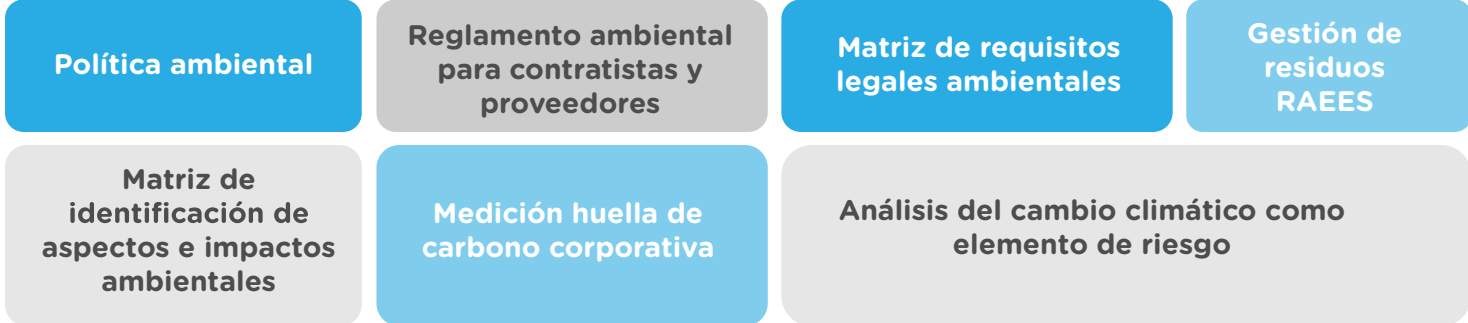 Política ambiental
Reglamento ambiental
para contratistas y
proveedores
Matriz de requisitos
legales ambientales
Gestión de
residuos
RAEES
Matriz de
identificación de
aspectos e impactos
ambientales
Medición huella de
carbono corporativa
Análisis del cambio climático como
elemento de riesgo